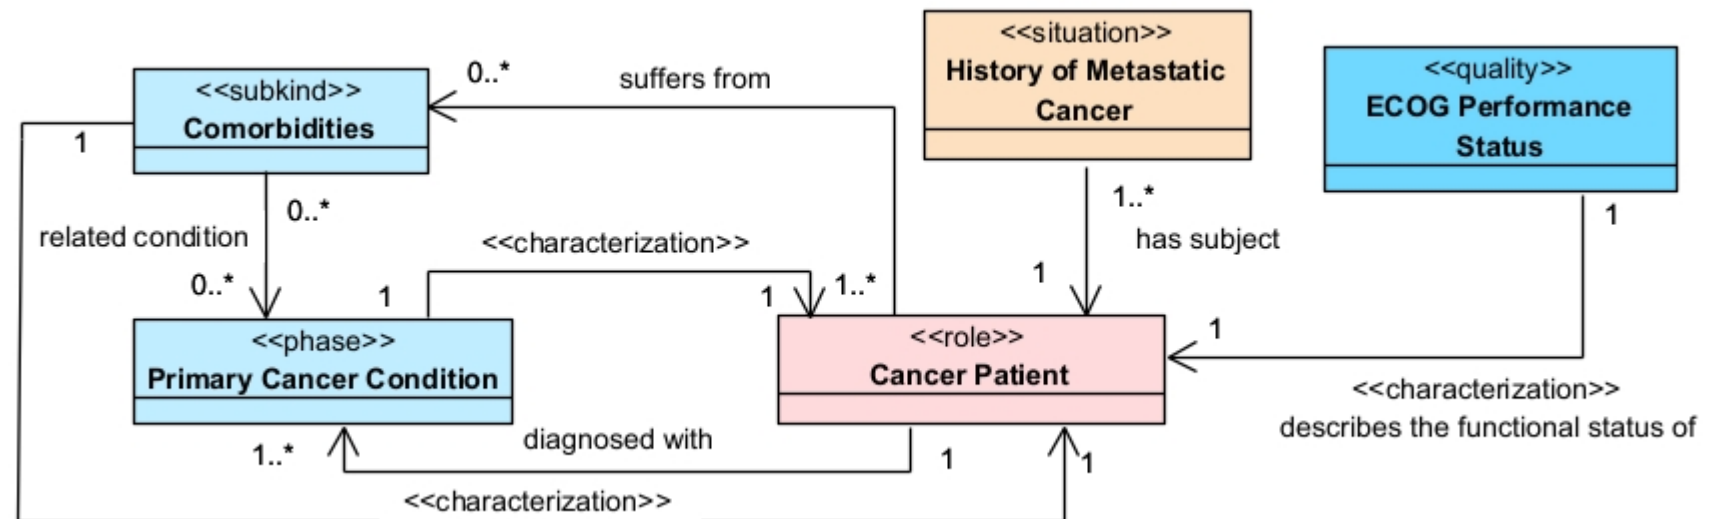 <<situation>>
History of Metastatic
Cancer
<<quality>>
ECOG Performance
Status
<<subkind>>
Comorbidities
0..*
suffers from
1
0..*
1..*
1
related condition
<<characterization>>
has subject
0..*
1
1
1..*
1
1
<<phase>>
Primary Cancer Condition
<<role>>
Cancer Patient
<<characterization>>
describes the functional status of
1..*
diagnosed with
1
1
<<characterization>>